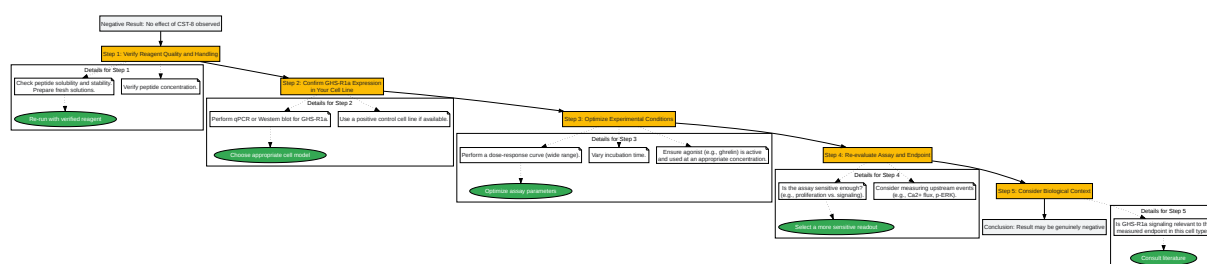 Negative Result: No effect of CST-8 observed
Step 1: Verify Reagent Quality and Handling
Details for Step 1
Check peptide solubility and stability.
Prepare fresh solutions.
Verify peptide concentration.
Re-run with verified reagent
Step 2: Confirm GHS-R1a Expression
in Your Cell Line
Details for Step 2
Perform qPCR or Western blot for GHS-R1a.
Use a positive control cell line if available.
Choose appropriate cell model
Step 3: Optimize Experimental Conditions
Details for Step 3
Perform a dose-response curve (wide range).
Vary incubation time.
Ensure agonist (e.g., ghrelin) is active
and used at an appropriate concentration.
Optimize assay parameters
Step 4: Re-evaluate Assay and Endpoint
Details for Step 4
Is the assay sensitive enough?
(e.g., proliferation vs. signaling).
Consider measuring upstream events
(e.g., Ca2+ flux, p-ERK).
Select a more sensitive readout
Step 5: Consider Biological Context
Conclusion: Result may be genuinely negative
Details for Step 5
Is GHS-R1a signaling relevant to th
measured endpoint in this cell type
Consult literature